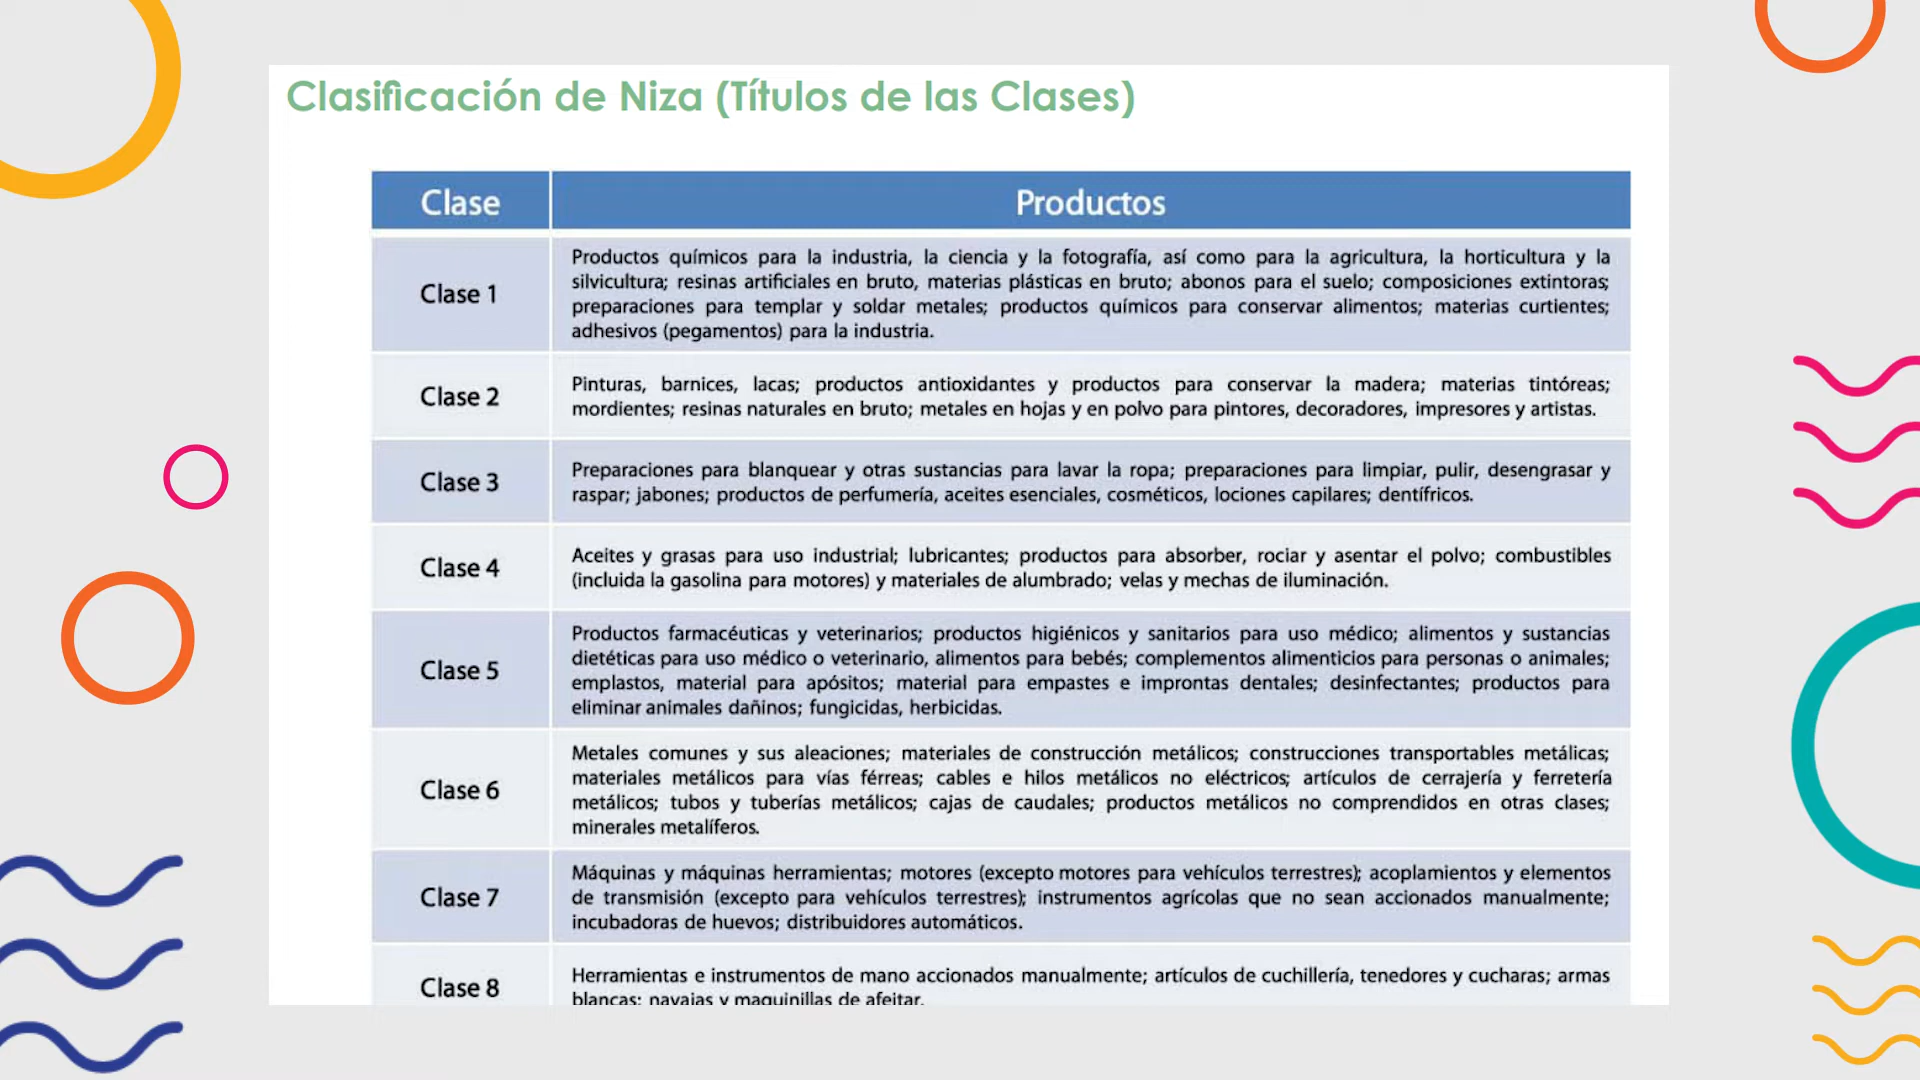 Clasificación de Niza (Títulos de las Clases)
Clase
Productos
Clase 1
Productos químicos para la industria, la ciencia y la fotografía, así como para la agricultura, la horticultura y la
silvicultura; resinas artificiales en bruto, materias plásticas en bruto; abonos para el suelo; composiciones extintoras;
preparaciones para templar y soldar metales; productos químicos para conservar alimentos; materias curtientes;
adhesivos (pegamentos) para la industria.
Clase 2
Pinturas, barnices, lacas; productos antioxidantes y productos para conservar la madera; materias tintóreas;
mordientes; resinas naturales en bruto; metales en hojas y en polvo para pintores, decoradores, impresores y artistas.
Clase 3
Preparaciones para blanquear y otras sustancias para lavar la ropa; preparaciones para limpiar, pulir, desengrasar y
raspar; jabones; productos de perfumería, aceites esenciales, cosméticos, lociones capilares; dentífricos.
Clase 4
Aceites y grasas para uso industrial; lubricantes; productos para absorber, rociar y asentar el polvo; combustibles
(incluida la gasolina para motores) y materiales de alumbrado; velas y mechas de iluminación.
Clase 5
Productos farmacéuticas y veterinarios; productos higiénicos y sanitarios para uso médico; alimentos y sustancias
dietéticas para uso médico o veterinario, alimentos para bebés; complementos alimenticios para personas o animales;
emplastos, material para apósitos; material para empastes e improntas dentales; desinfectantes; productos para
eliminar animales dañinos; fungicidas, herbicidas.
Clase 6
Metales comunes y sus aleaciones; materiales de construcción metálicos; construcciones transportables metálicas;
materiales metálicos para vías férreas; cables e hilos metálicos no eléctricos; artículos de cerrajería y ferretería
metálicos; tubos y tuberías metálicos; cajas de caudales; productos metálicos no comprendidos en otras clases;
minerales metalíferos.
Clase 7
Máquinas y máquinas herramientas; motores (excepto motores para vehículos terrestres); acoplamientos y elementos
de transmisión (excepto para vehículos terrestres); instrumentos agrícolas que no sean accionados manualmente;
incubadoras de huevos; distribuidores automáticos.
Clase 8
Herramientas e instrumentos de mano accionados manualmente; artículos de cuchillería, tenedores y cucharas; armas
blancas; navajas y maquinillas de afeitar.